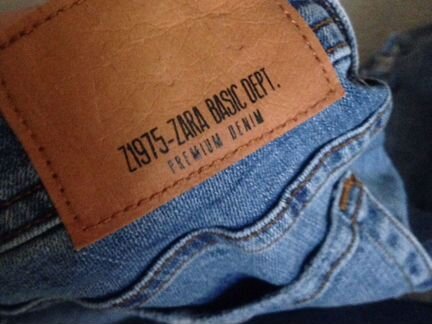 Z1975-ZARA BASIC DEPT.
PREMIUM DENIM